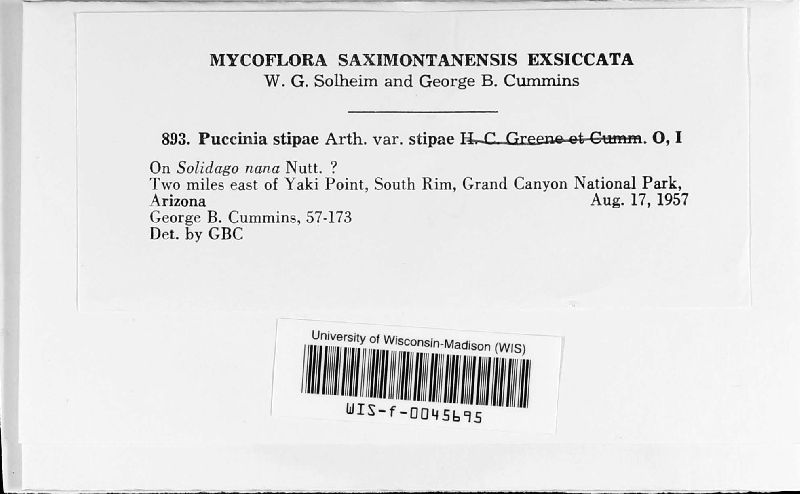 MYCOFLORA SAXIMONTANENSIS EXSICCATA
W. G. Solheim and George B. Cummins
893. Puccinia stipae Arth. var. stipae H. C. Greene et Cumm. O, I
On Solidago nana Nutt. ?
Two miles east of Yaki Point, South Rim, Grand Canyon National Park,
Arizona Aug. 17, 1957
George B. Cummins, 57-173
Det. by GBC
University of Wisconsin-Madison (WIS)
WIS-f-0045695